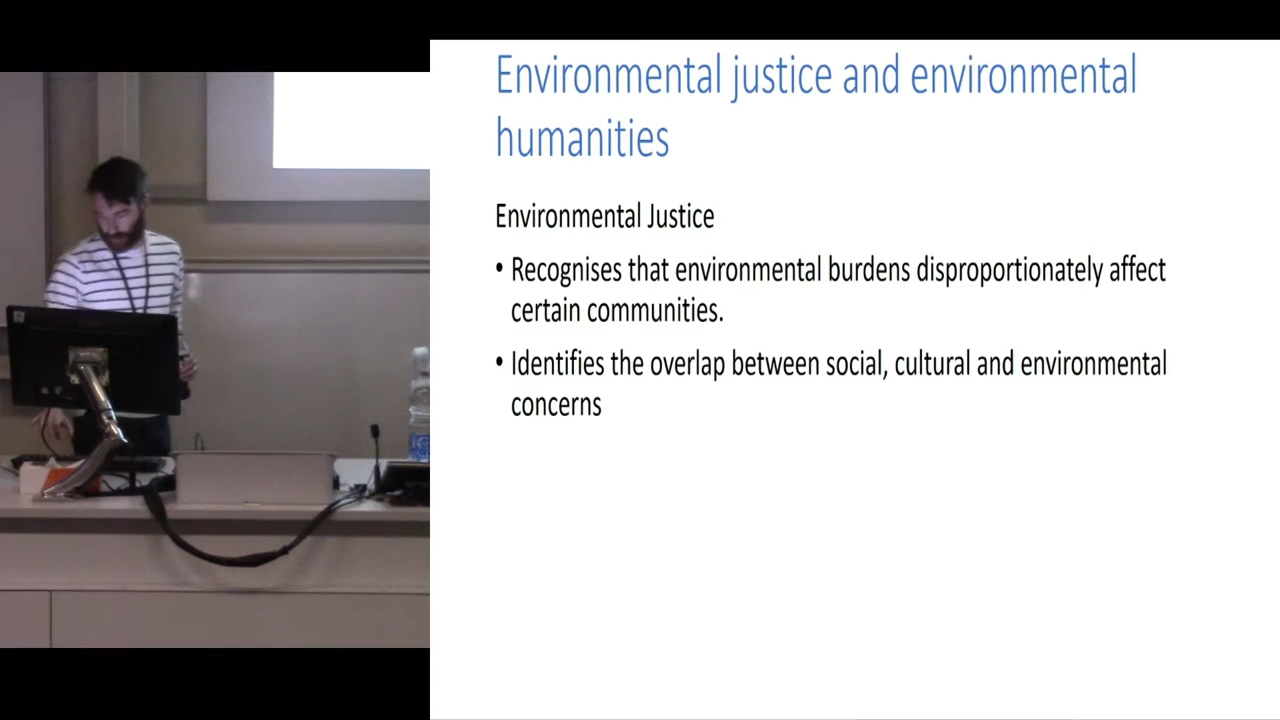 Environmental justice and environmental
humanities
Environmental Justice
• Recognises that environmental burdens disproportionately affect
certain communities.
• Identifies the overlap between social, cultural and environmental
concerns